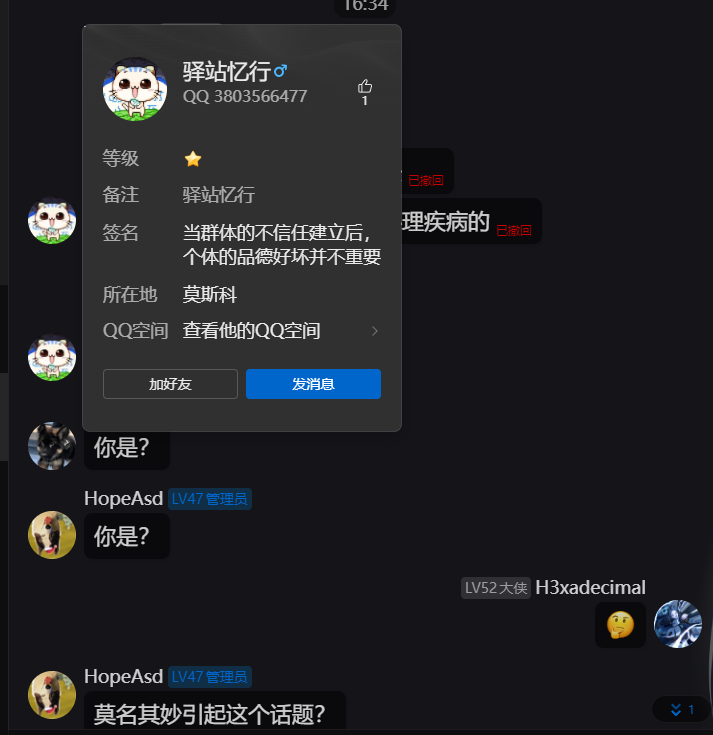 16:34
驿站忆行♂
QQ 3803566477
1
等级
备注 驿站忆行
签名 当群体的不信任建立后，
个体的品德好坏并不重要
所在地 莫斯科
QQ空间 查看他的QQ空间
加好友 发消息
已撤回
理疾病的 已撤回
你是?
HopeAsd LV47 管理员
你是?
LV52 大侠 H3xadecimal
HopeAsd LV47 管理员
莫名其妙引起这个话题?
1